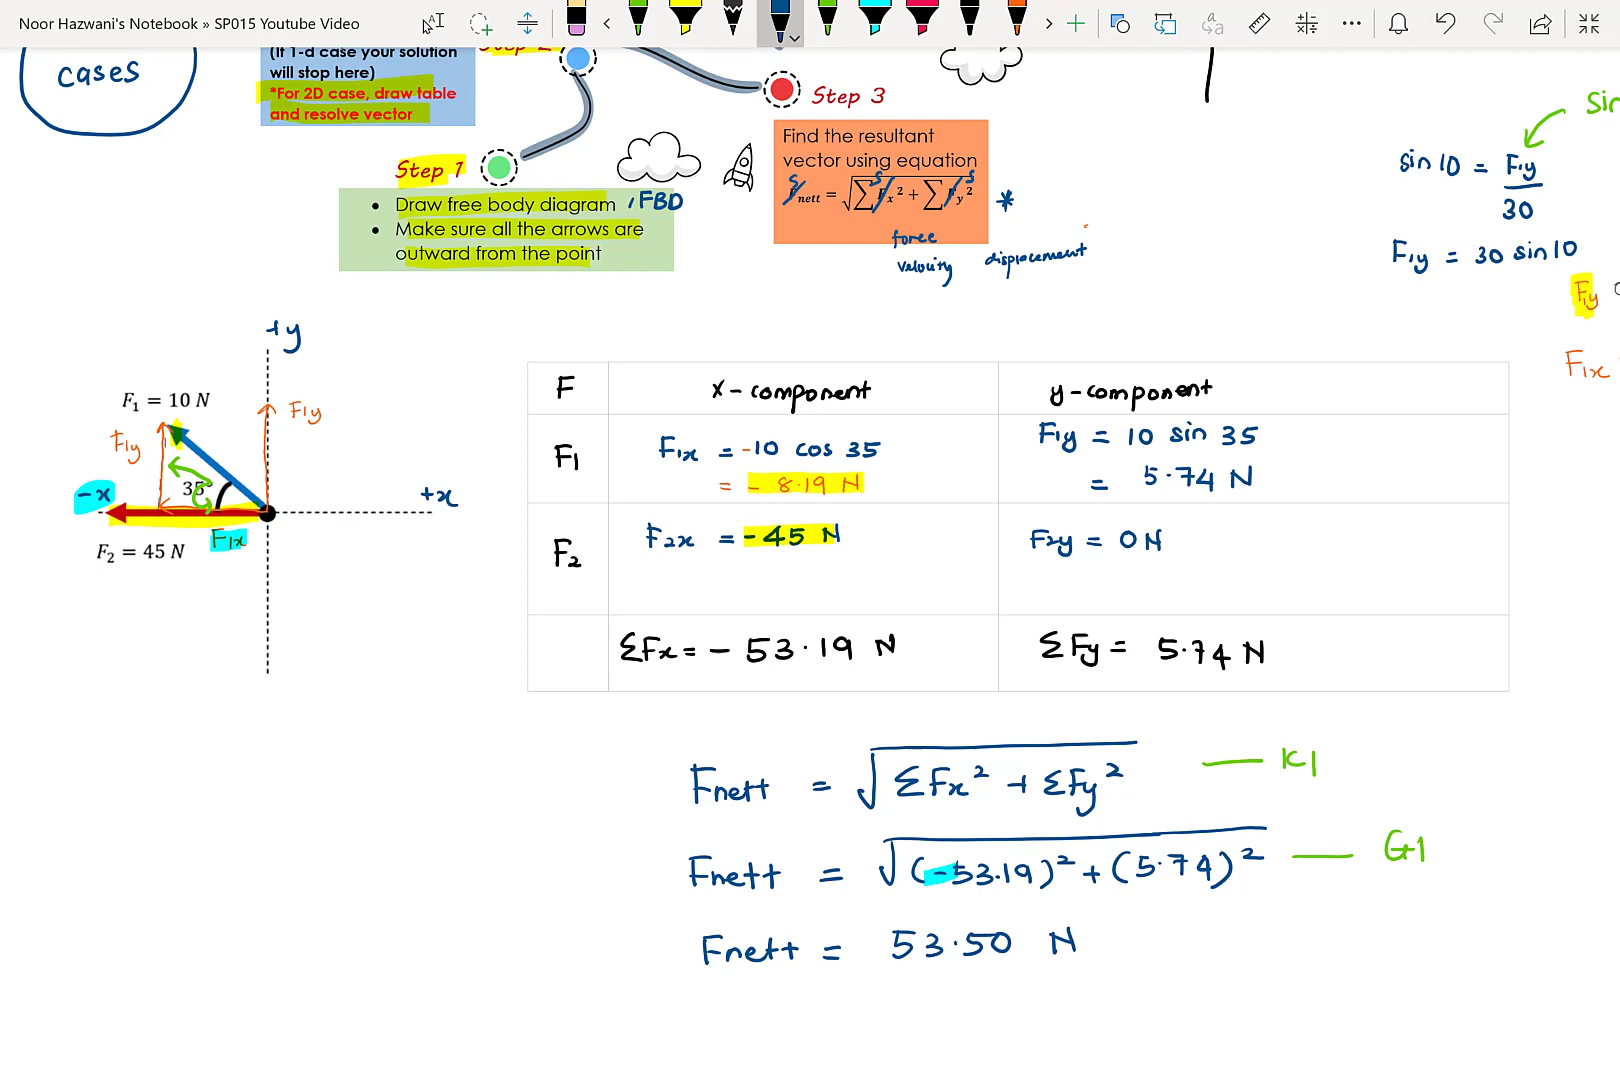 Noor Hazwani's Notebook » SP015 Youtube Video
cases
(If 1-d case your solution
will stop here)
*For 2D case, draw table
and resolve vector
Step 3
Find the resultant
vector using equation
nett = √∑Fx² + ∑Fy²
*
force
velocity
displacement
Step 1
• Draw free body diagram , FBD
• Make sure all the arrows are
outward from the point
sin 10 = F1y
30
F1y = 30 sin 10
F1y
F1x
+y
F₁ = 10 N
F1y
F1y
35°
-x
+x
F₂ = 45 N
F1x
F x-component y-component
F1 F1x = -10 cos 35 F1y = 10 sin 35
= - 8.19 N = 5.74 N
F2 F2x = -45 N F2y = 0 N
ΣFx = - 53.19 N ΣFy = 5.74 N
Fnett = √ΣFx² + ΣFy² — K1
Fnett = √(-53.19)² + (5.74)² — G1
Fnett = 53.50 N